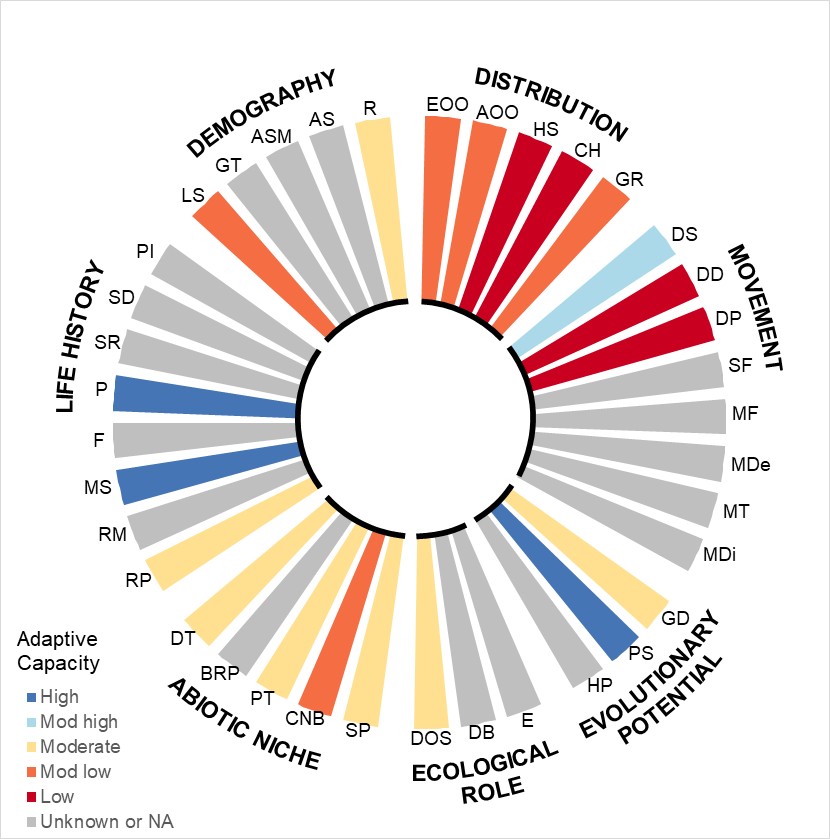 DISTRIBUTION
EOO
AOO
HS
CH
GR
MOVEMENT
DS
DD
DP
SF
MF
MDe
MT
MDi
EVOLUTIONARY
POTENTIAL
GD
PS
HP
ECOLOGICAL
ROLE
E
DB
DOS
ABIOTIC NICHE
SP
CNB
PT
BRP
DT
LIFE HISTORY
RP
RM
MS
F
P
SR
SD
PI
DEMOGRAPHY
LS
GT
ASM
AS
R
Adaptive
Capacity
High
Mod high
Moderate
Mod low
Low
Unknown or NA